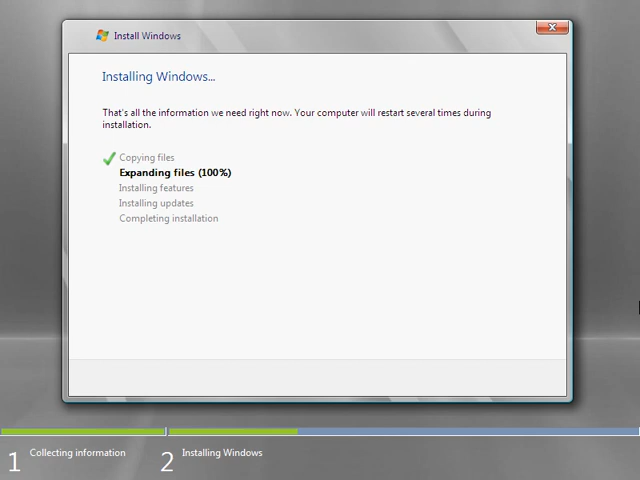 Install Windows
Installing Windows...
That's all the information we need right now. Your computer will restart several times during
installation.
Copying files
Expanding files (100%)
Installing features
Installing updates
Completing installation
1 Collecting information
2 Installing Windows